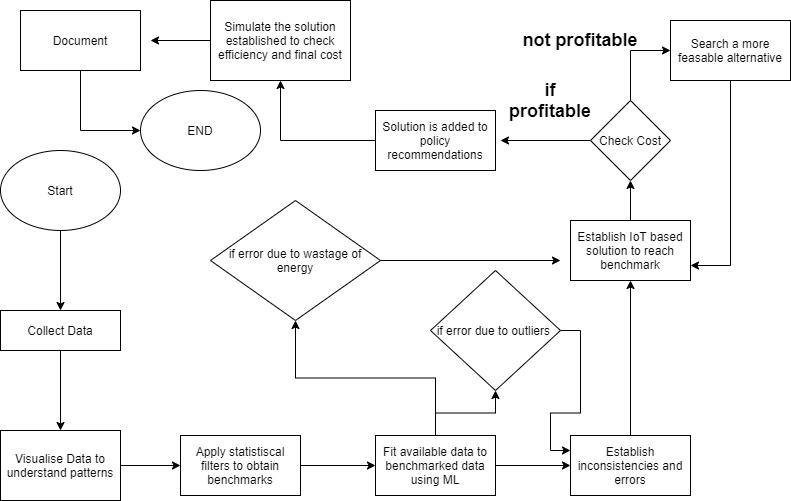 Document
Simulate the solution
established to check
efficiency and final cost
not profitable
Search a more
feasable alternative
if
profitable
END
Solution is added to
policy
recommendations
Check Cost
Start
if error due to wastage of
energy
Establish IoT based
solution to reach
benchmark
Collect Data
if error due to outliers
Visualise Data to
understand patterns
Apply statistiscal
filters to obtain
benchmarks
Fit available data to
benchmarked data
using ML
Establish
inconsistencies and
errors